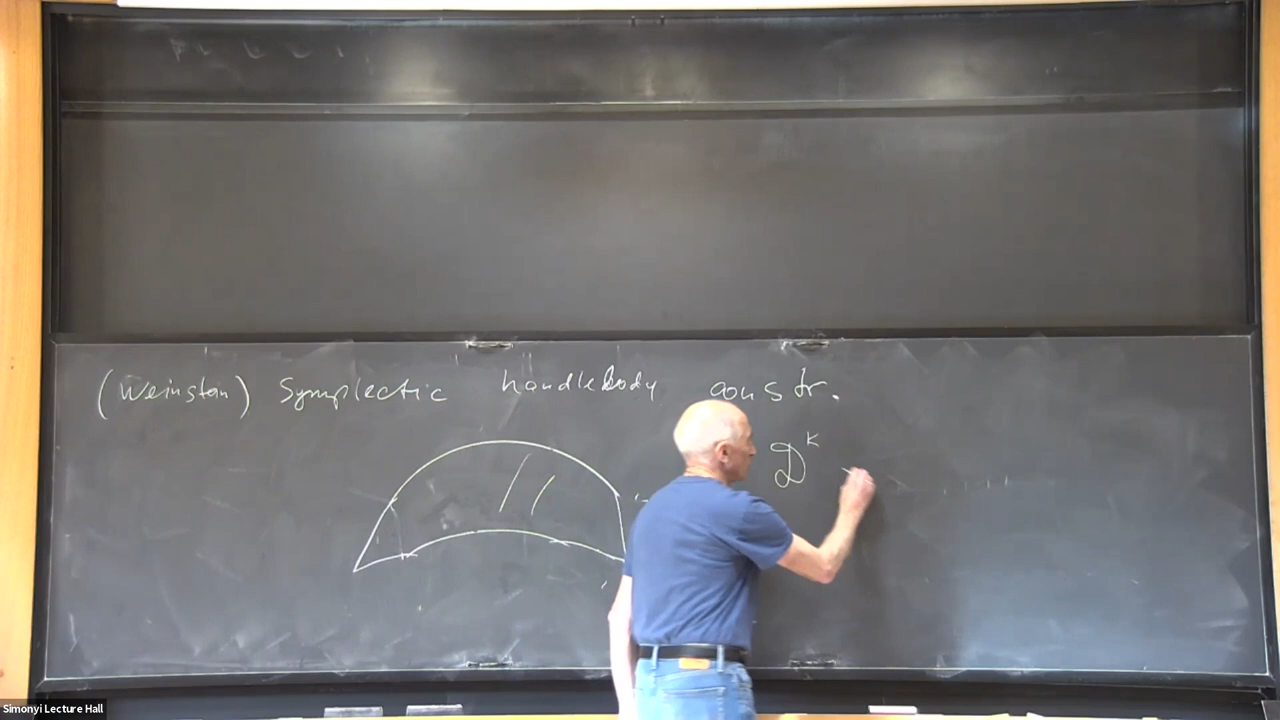 (Weinstein) Symplectic handlebody constr.
D^k
Simonyi Lecture Hall